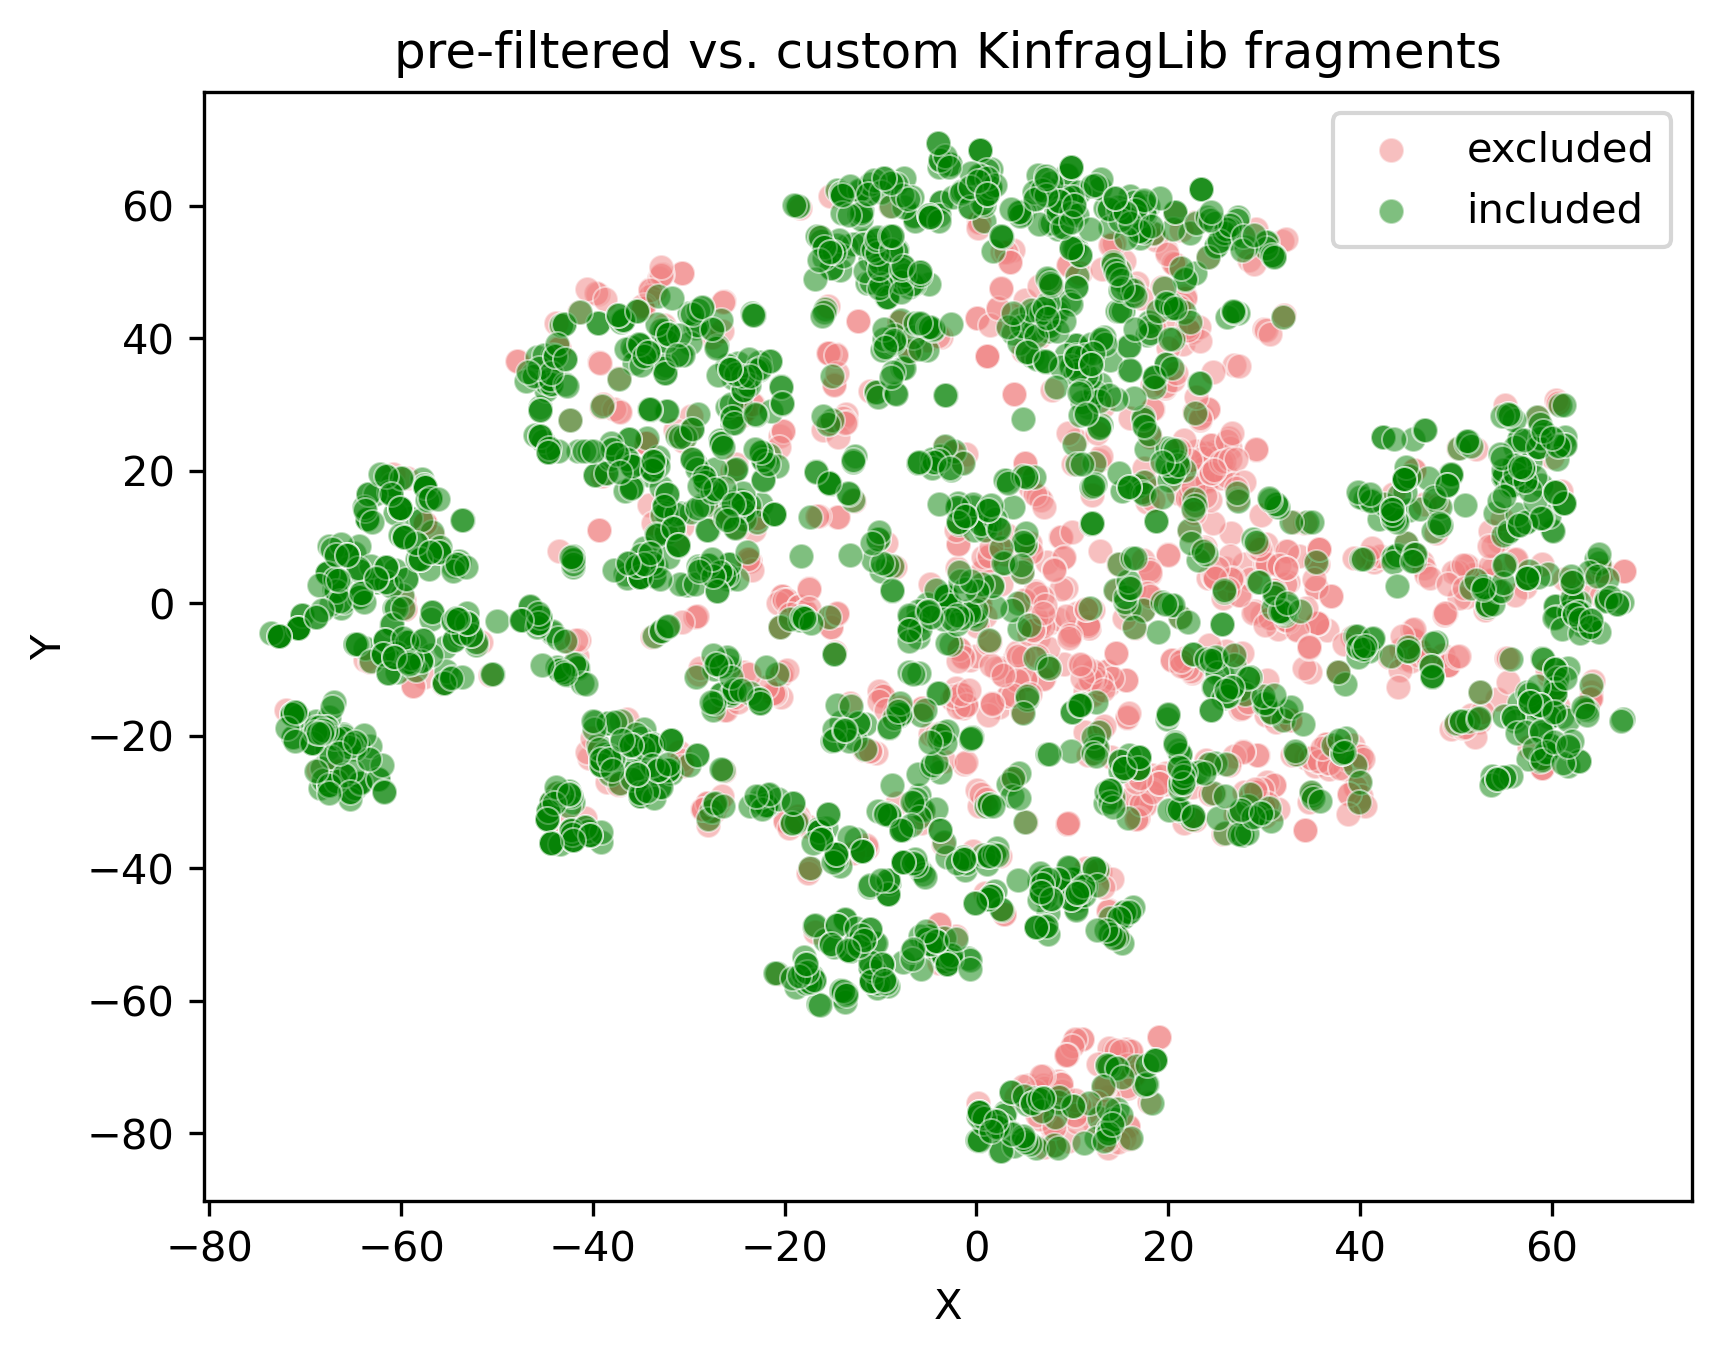 pre-filtered vs. custom KinfragLib fragments
excluded
included
60
40
20
0
−20
−40
−60
−80
Y
−80 −60 −40 −20 0 20 40 60
X